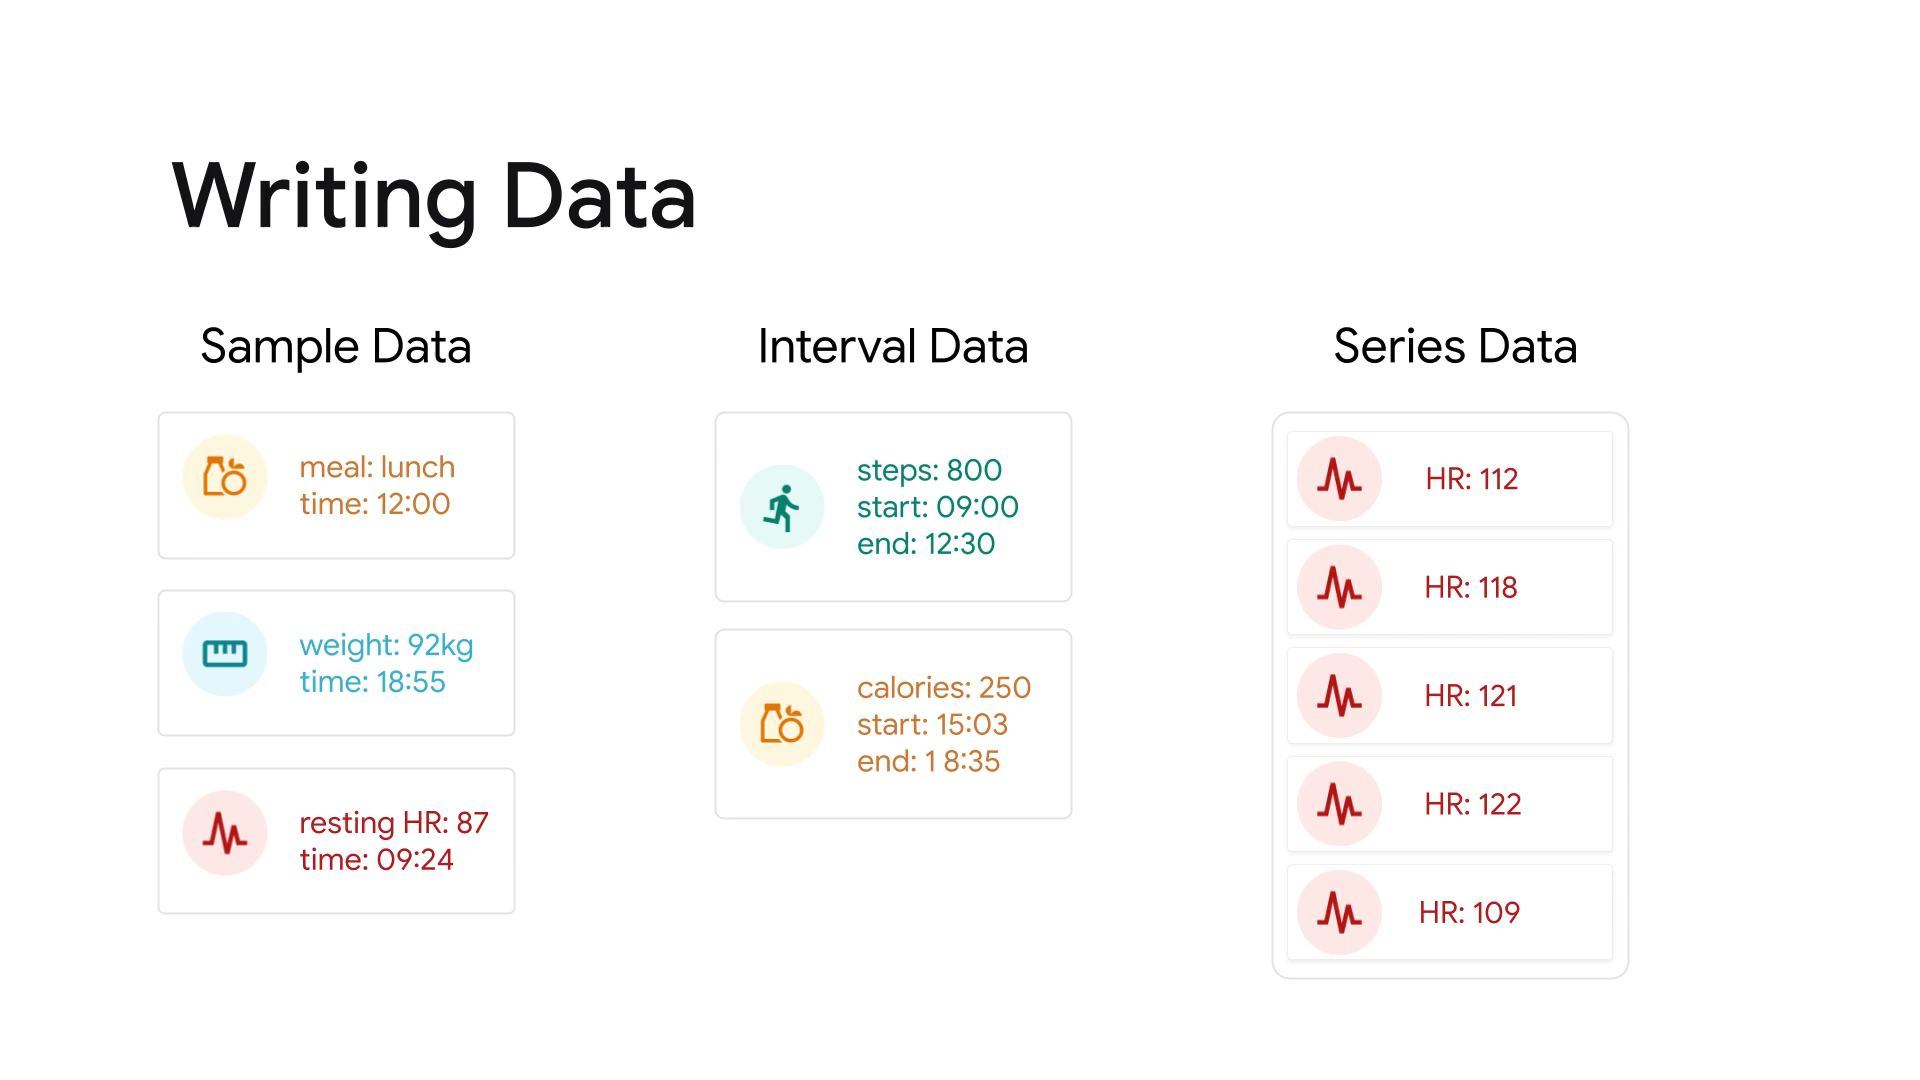 Writing Data
Sample Data
meal: lunch
time: 12:00
weight: 92kg
time: 18:55
resting HR: 87
time: 09:24
Interval Data
steps: 800
start: 09:00
end: 12:30
calories: 250
start: 15:03
end: 1 8:35
Series Data
HR: 112
HR: 118
HR: 121
HR: 122
HR: 109